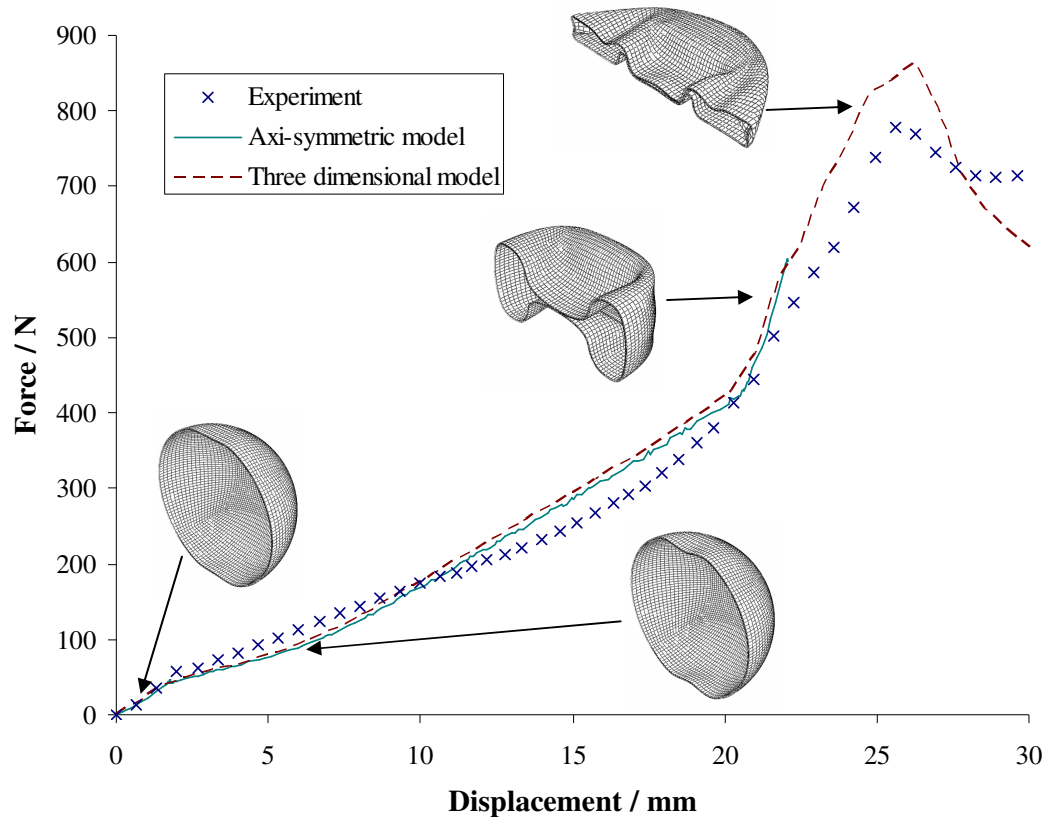 900
800
700
600
500
400
300
200
100
0
Force / N
Experiment
Axi-symmetric model
Three dimensional model
0 5 10 15 20 25 30
Displacement / mm